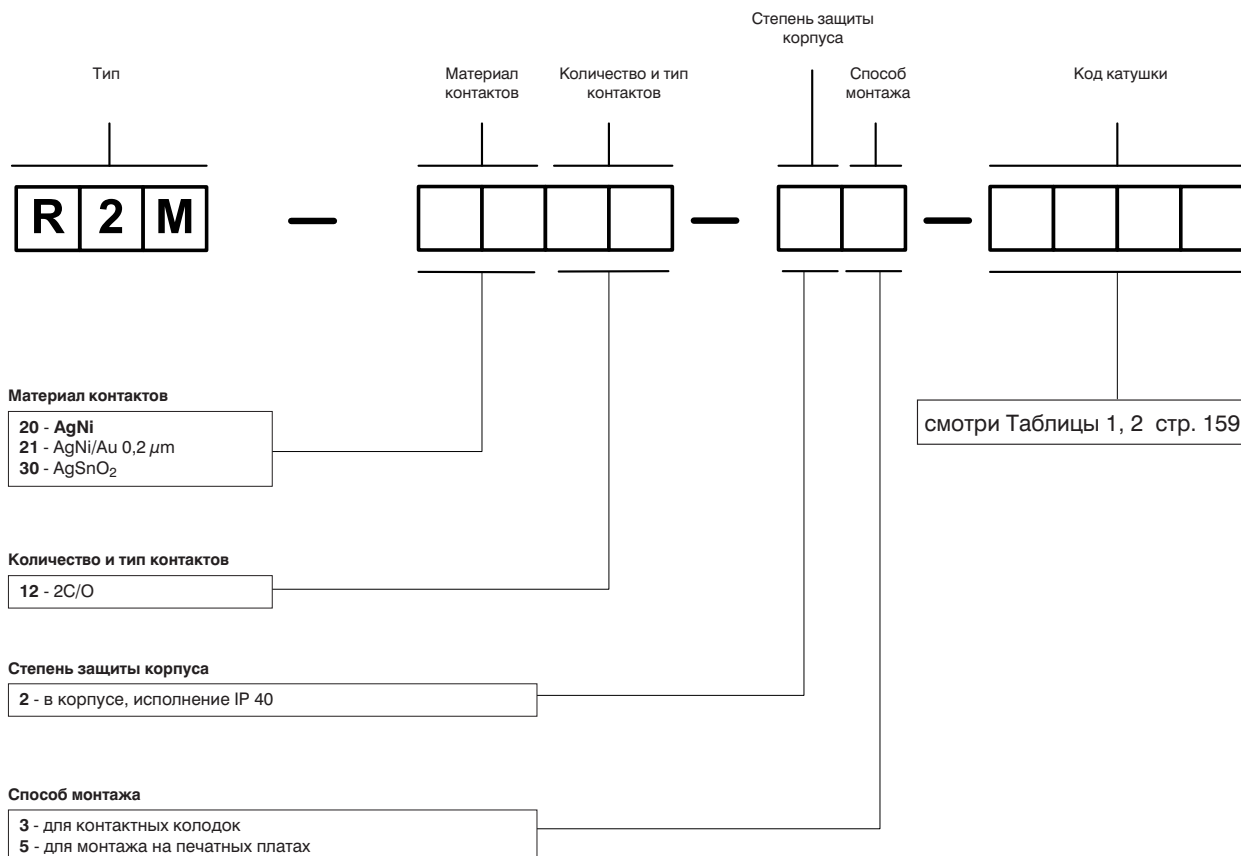 Степень защиты
корпуса
Тип
Материал
контактов
Количество и тип
контактов
Способ
монтажа
Код катушки
R 2 M — — —
Материал контактов
20 - AgNi
21 - AgNi/Au 0,2 µm
30 - AgSnO₂
смотри Таблицы 1, 2 стр. 159
Количество и тип контактов
12 - 2C/O
Степень защиты корпуса
2 - в корпусе, исполнение IP 40
Способ монтажа
3 - для контактных колодок
5 - для монтажа на печатных платах